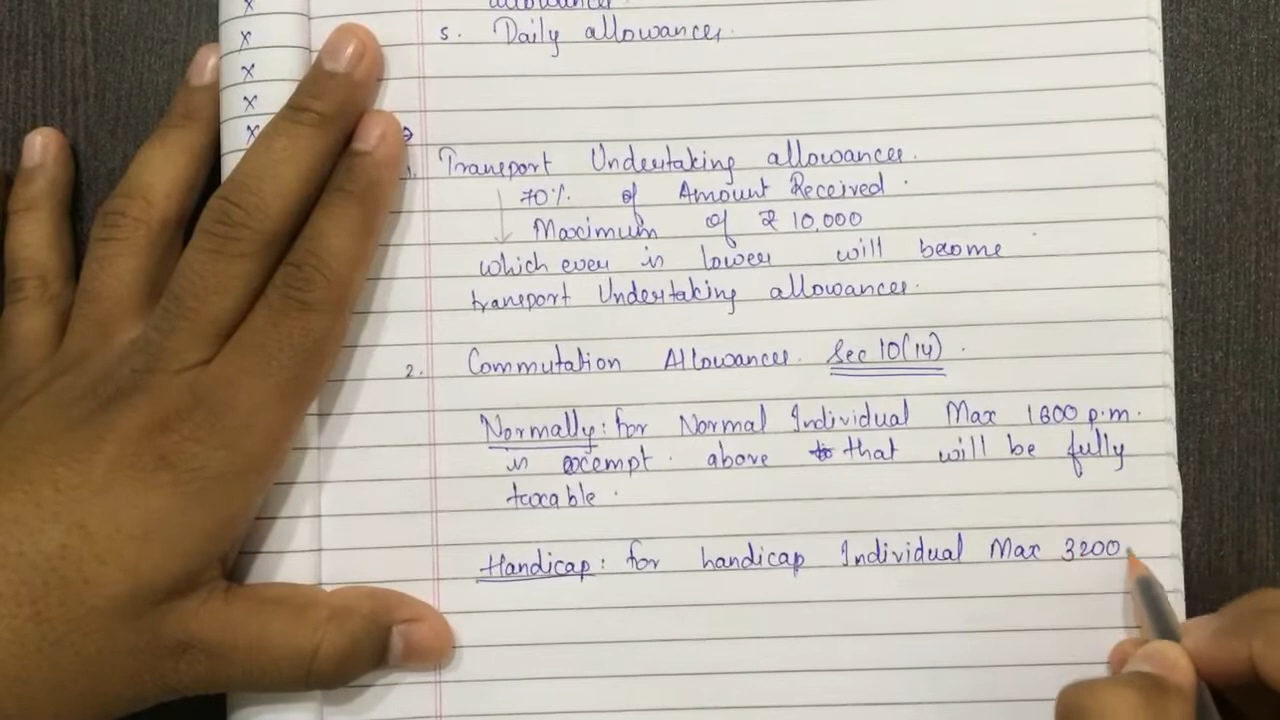 allowances.
5. Daily allowances.
1. Transport Undertaking allowances.
70% of Amount Received.
Maximum of ₹ 10,000
which ever is lower will become
transport Undertaking allowances.
2. Commutation Allowances. Sec 10(14).
Normally: for Normal Individual Max 1600 p.m.
is exempt. above that will be fully
taxable.
Handicap: for handicap Individual Max 3200